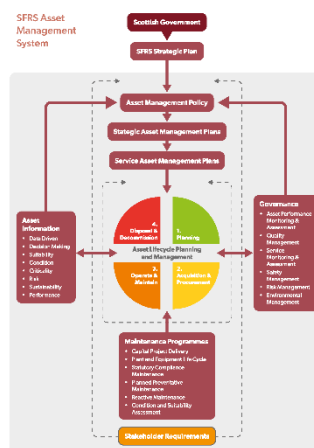 SFRS Asset
Management
System
Scottish Government
SFRS Strategic Plan
Asset Management Policy
Stategic Asset Management Plans
Service Asset Management Plans
4.
Disposal &
Decommission
1.
Planning
Asset Lifecycle Planning
and Management
3.
Operate &
Maintain
2.
Acquisition &
Procurement
Asset
Information
• Data Driven
• Decision Making
• Suitability
• Condition
• Criticality
• Risk
• Sustainability
• Performance
Governance
• Asset Performance
Monitoring &
Assessment
• Quality
Management
• Service
Monitoring &
Assessment
• Safety
Management
• Risk Management
• Environmental
Management
Maintenance Programmes
• Capital Project Delivery
• Plant and Equipment LifeCycle
• Statutory Compliance
Maintenance
• Planned Preventative
Maintenance
• Reactive Maintenance
• Condition and Suitability
Assessment
Stakeholder Requirements